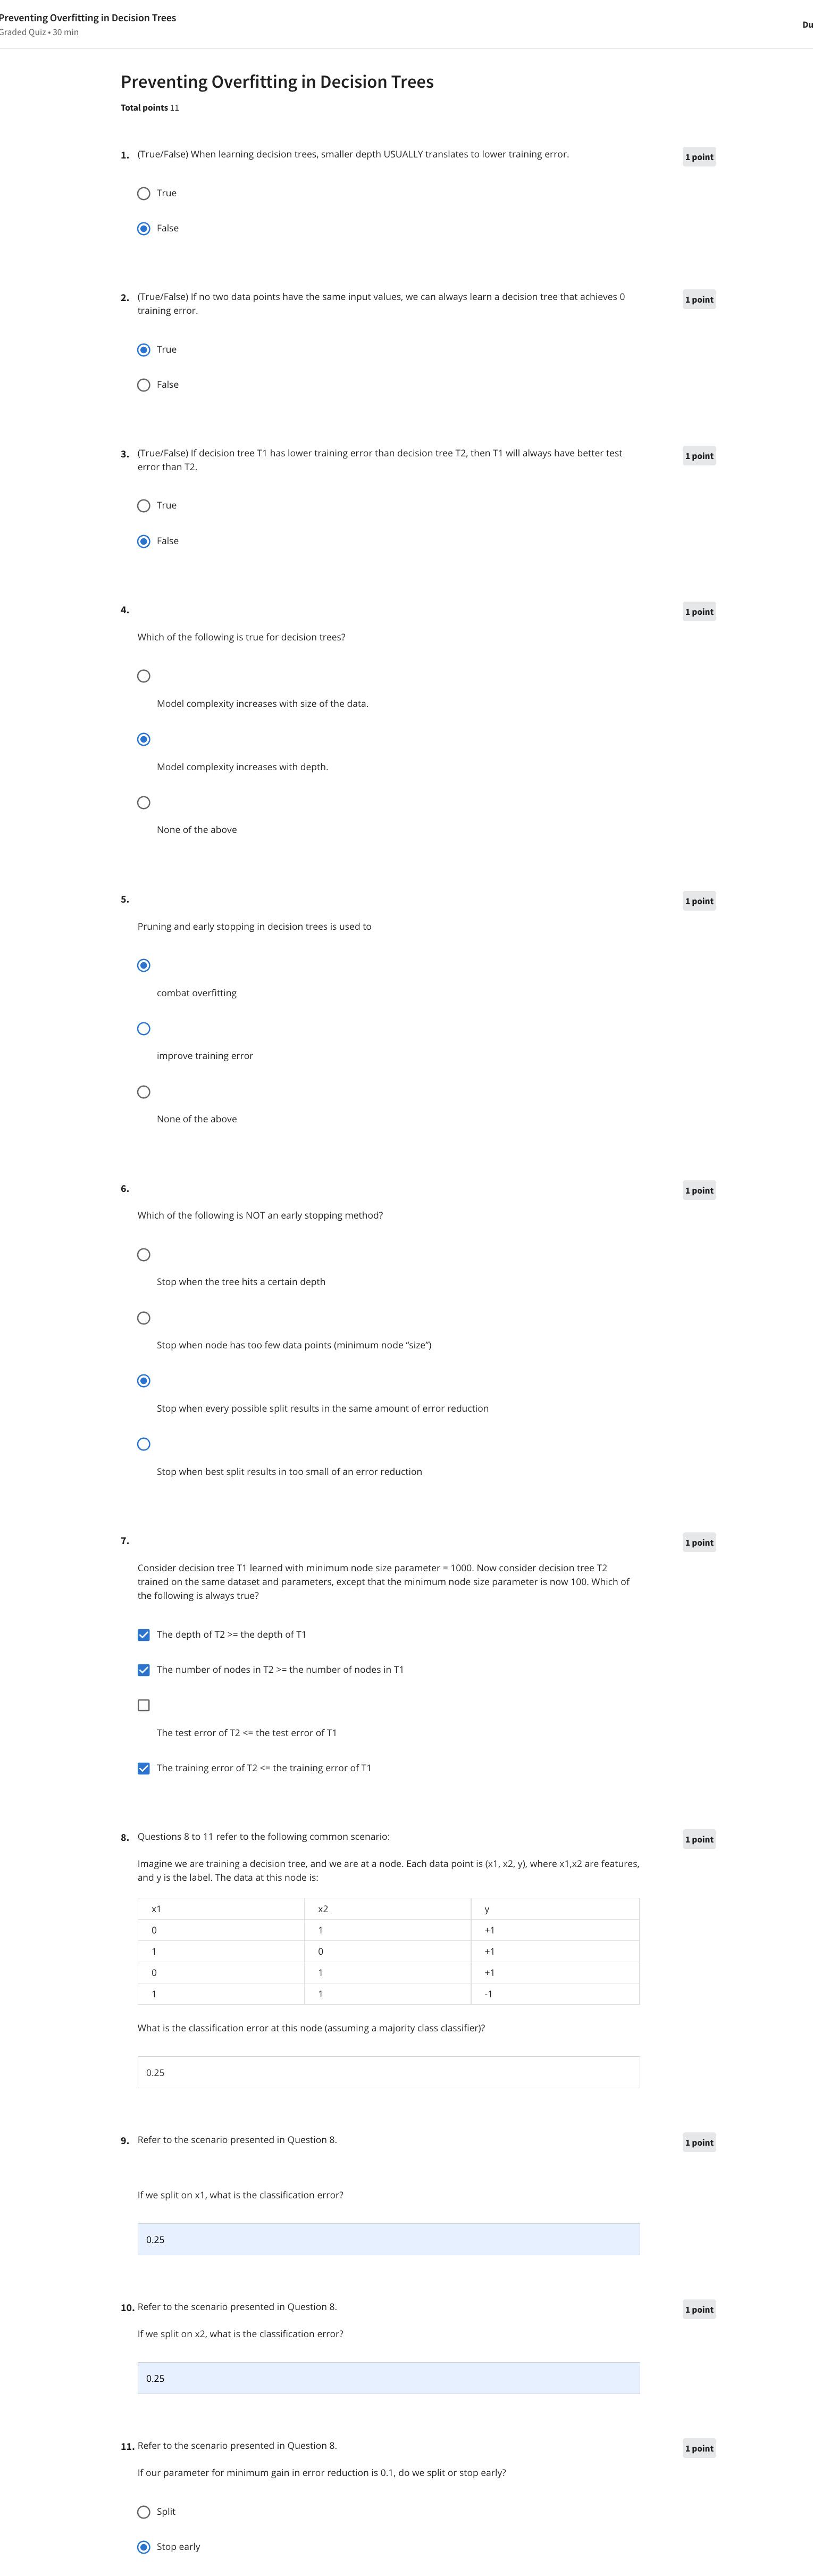 Preventing Overfitting in Decision Trees
Graded Quiz • 30 min
Du
Preventing Overfitting in Decision Trees
Total points 11
1. (True/False) When learning decision trees, smaller depth USUALLY translates to lower training error.
1 point
True
False
2. (True/False) If no two data points have the same input values, we can always learn a decision tree that achieves 0
training error.
1 point
True
False
3. (True/False) If decision tree T1 has lower training error than decision tree T2, then T1 will always have better test
error than T2.
1 point
True
False
4.
1 point
Which of the following is true for decision trees?
Model complexity increases with size of the data.
Model complexity increases with depth.
None of the above
5.
1 point
Pruning and early stopping in decision trees is used to
combat overfitting
improve training error
None of the above
6.
1 point
Which of the following is NOT an early stopping method?
Stop when the tree hits a certain depth
Stop when node has too few data points (minimum node “size”)
Stop when every possible split results in the same amount of error reduction
Stop when best split results in too small of an error reduction
7.
1 point
Consider decision tree T1 learned with minimum node size parameter = 1000. Now consider decision tree T2
trained on the same dataset and parameters, except that the minimum node size parameter is now 100. Which of
the following is always true?
The depth of T2 >= the depth of T1
The number of nodes in T2 >= the number of nodes in T1
The test error of T2 <= the test error of T1
The training error of T2 <= the training error of T1
8. Questions 8 to 11 refer to the following common scenario:
1 point
Imagine we are training a decision tree, and we are at a node. Each data point is (x1, x2, y), where x1,x2 are features,
and y is the label. The data at this node is:
x1 x2 y
0 1 +1
1 0 +1
0 1 +1
1 1 -1
What is the classification error at this node (assuming a majority class classifier)?
0.25
9. Refer to the scenario presented in Question 8.
1 point
If we split on x1, what is the classification error?
0.25
10. Refer to the scenario presented in Question 8.
1 point
If we split on x2, what is the classification error?
0.25
11. Refer to the scenario presented in Question 8.
1 point
If our parameter for minimum gain in error reduction is 0.1, do we split or stop early?
Split
Stop early